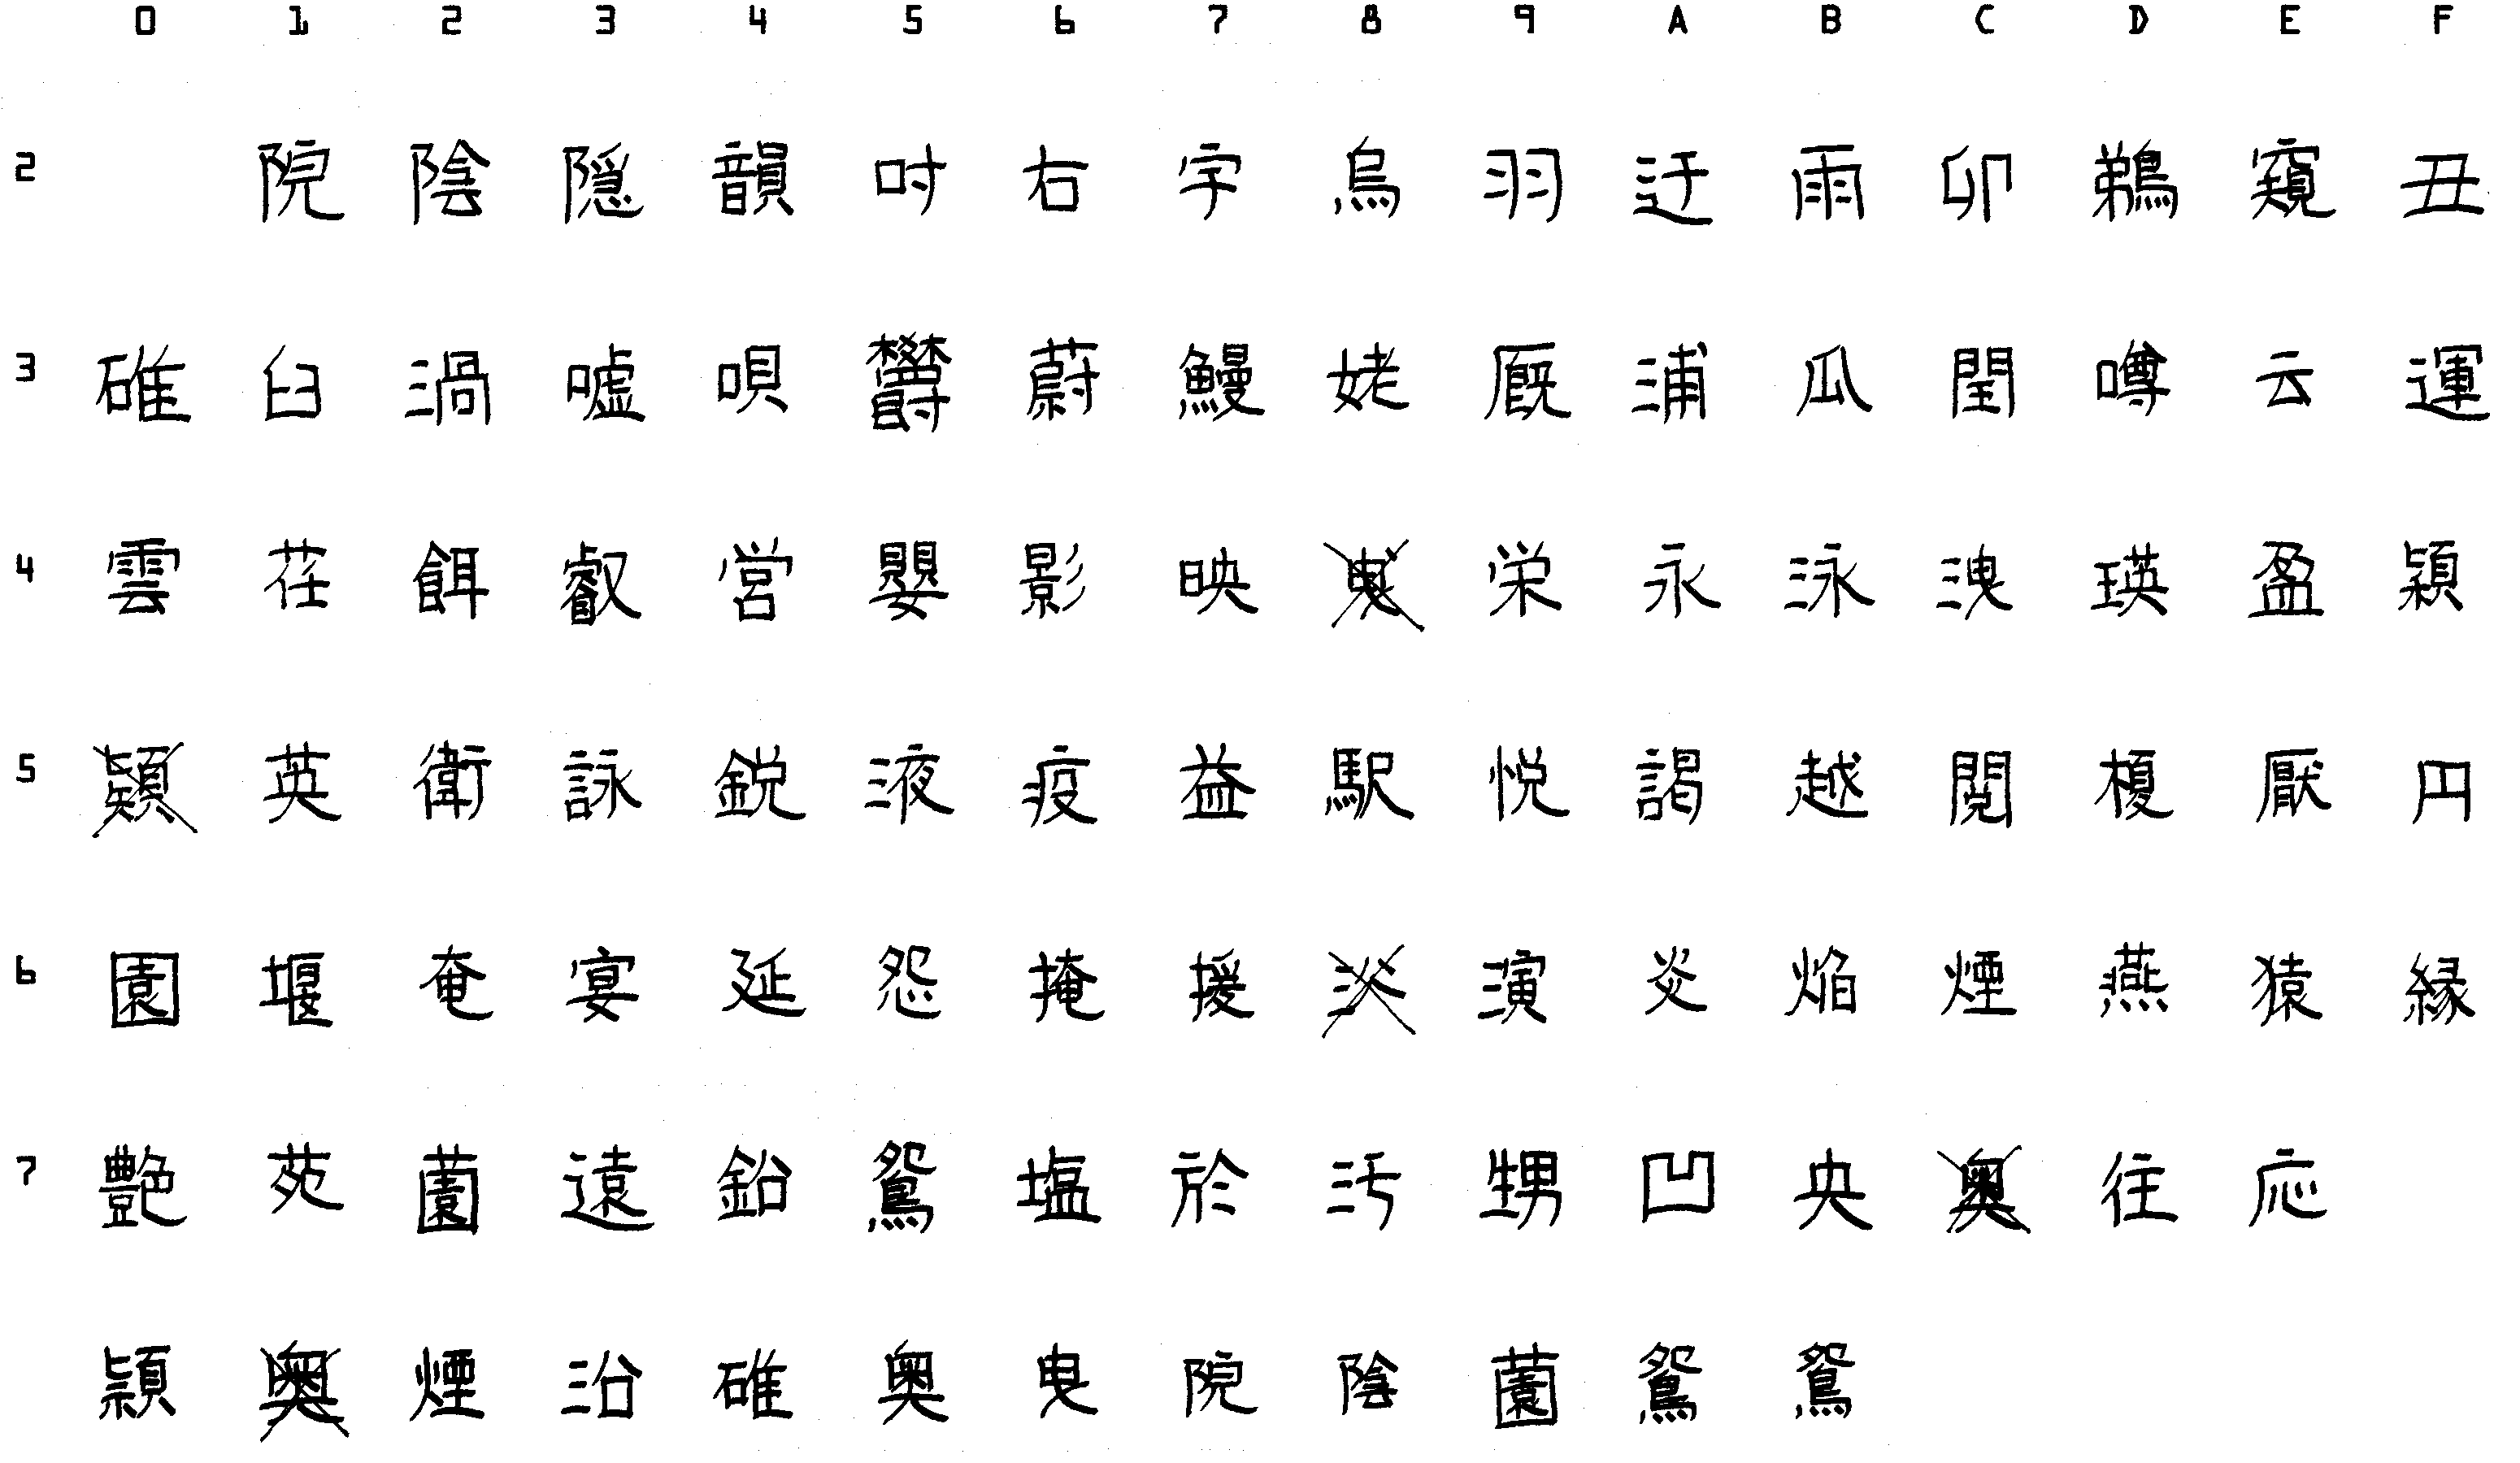 0 1 2 3 4 5 6 7 8 9 A B C D E F
2 院 陰 隠 韻 吋 右 宇 烏 羽 迂 雨 卯 鵜 窺 丑
3 碓 臼 渦 嘘 唄 欝 蔚 鰻 姥 厩 浦 瓜 閏 噂 云 運
4 雲 荏 餌 叡 営 嬰 影 映 曳 栄 永 泳 洩 瑛 盈 穎
5 頴 英 衛 詠 鋭 液 疫 益 駅 悦 謁 越 閲 榎 厭 円
6 園 堰 奄 宴 延 怨 掩 援 演 炎 焔 煙 燕 猿 縁
7 艶 苑 薗 遠 鉛 鴛 塩 於 汚 甥 凹 央 奥 往 応
頴 奥 煙 沿 碓 奥 曳 院 陰 薗 鴛 鴛